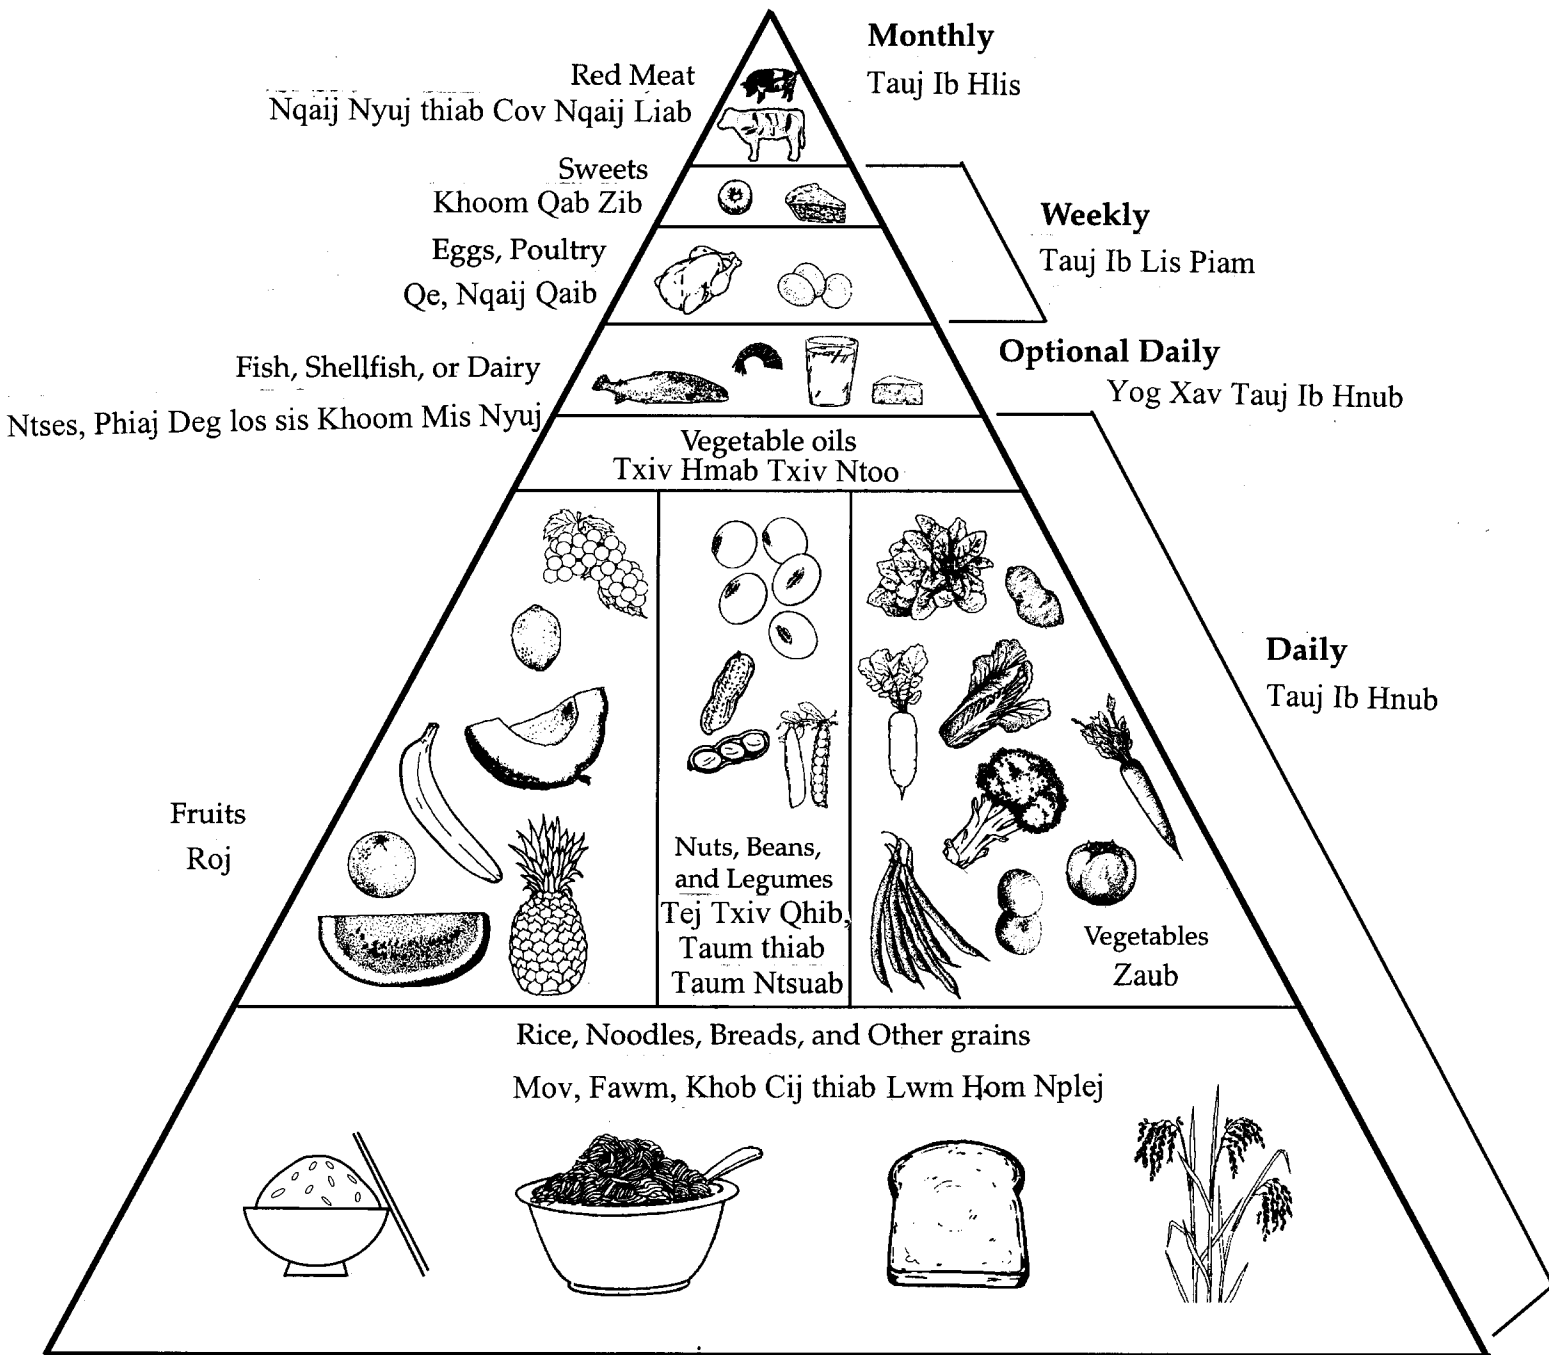 Monthly
Tauj Ib Hlis
Red Meat
Nqaij Nyuj thiab Cov Nqaij Liab
Sweets
Khoom Qab Zib
Weekly
Tauj Ib Lis Piam
Eggs, Poultry
Qe, Nqaij Qaib
Optional Daily
Yog Xav Tauj Ib Hnub
Fish, Shellfish, or Dairy
Ntses, Phiaj Deg los sis Khoom Mis Nyuj
Vegetable oils
Txiv Hmab Txiv Ntoo
Daily
Tauj Ib Hnub
Fruits
Roj
Nuts, Beans,
and Legumes
Tej Txiv Qhib,
Taum thiab
Taum Ntsuab
Vegetables
Zaub
Rice, Noodles, Breads, and Other grains
Mov, Fawm, Khob Cij thiab Lwm Hom Nplej